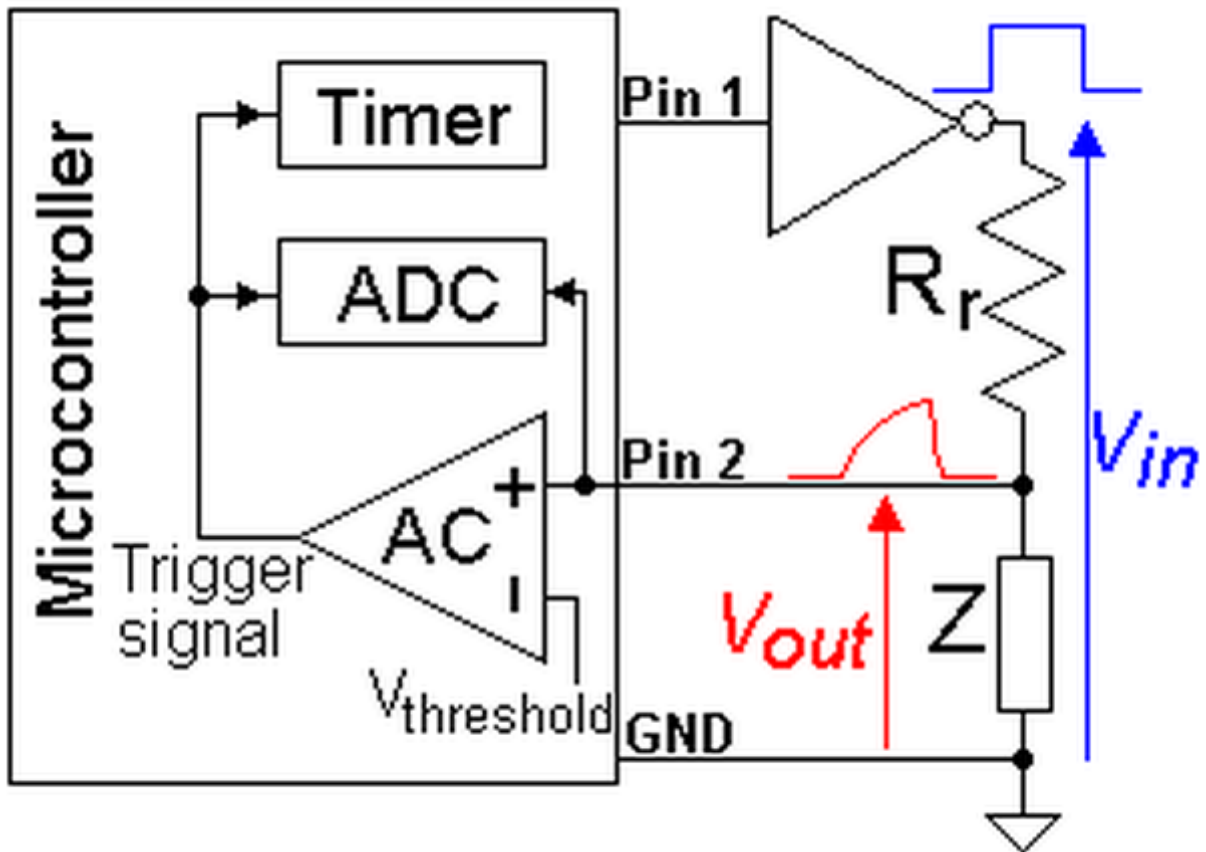 Microcontroller
Timer
Pin 1
ADC
Rr
Vin
Pin 2
+
AC
Trigger
signal
Vthreshold
Vout
Z
GND